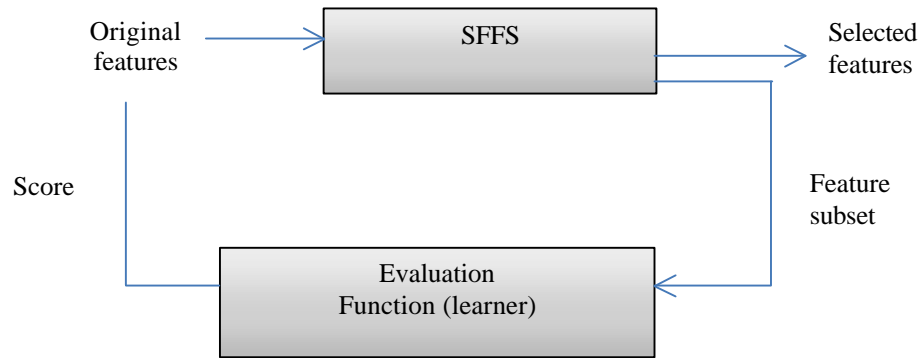 Original
features
SFFS
Selected
features
Score
Feature
subset
Evaluation
Function (learner)